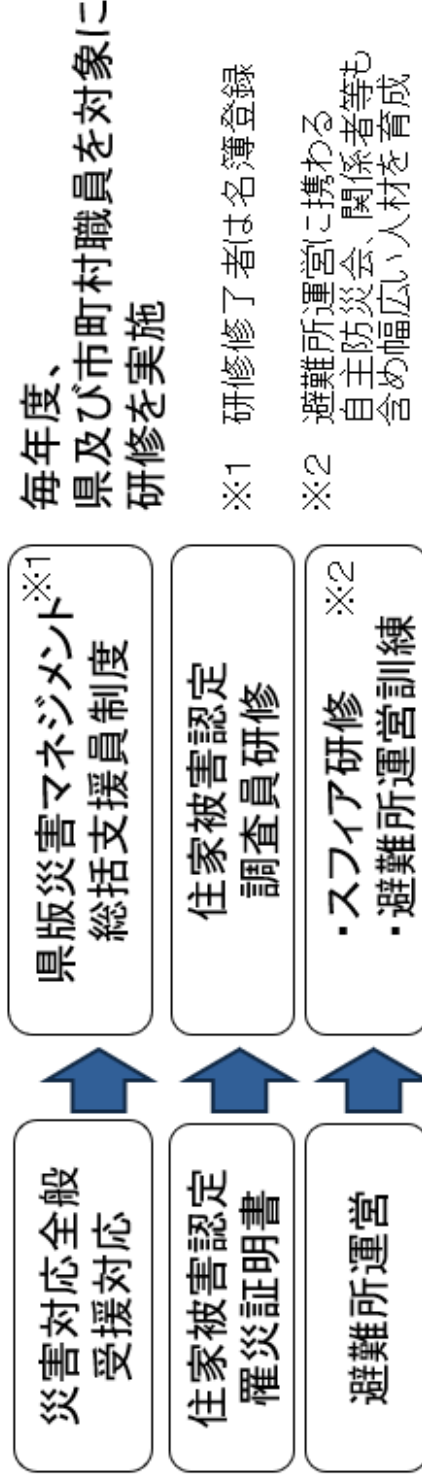 災害対応全般
受援対応
県版災害マネジメント※1
総括支援員制度
毎年度、
県及び市町村職員を対象に
研修を実施
住家被害認定
罹災証明書
住家被害認定
調査員研修
※1 研修修了者は名簿登録
避難所運営
・スフィア研修 ※2
・避難所運営訓練
※2 避難所運営に携わる
自主防災会、関係者等も
含め幅広い人材を育成